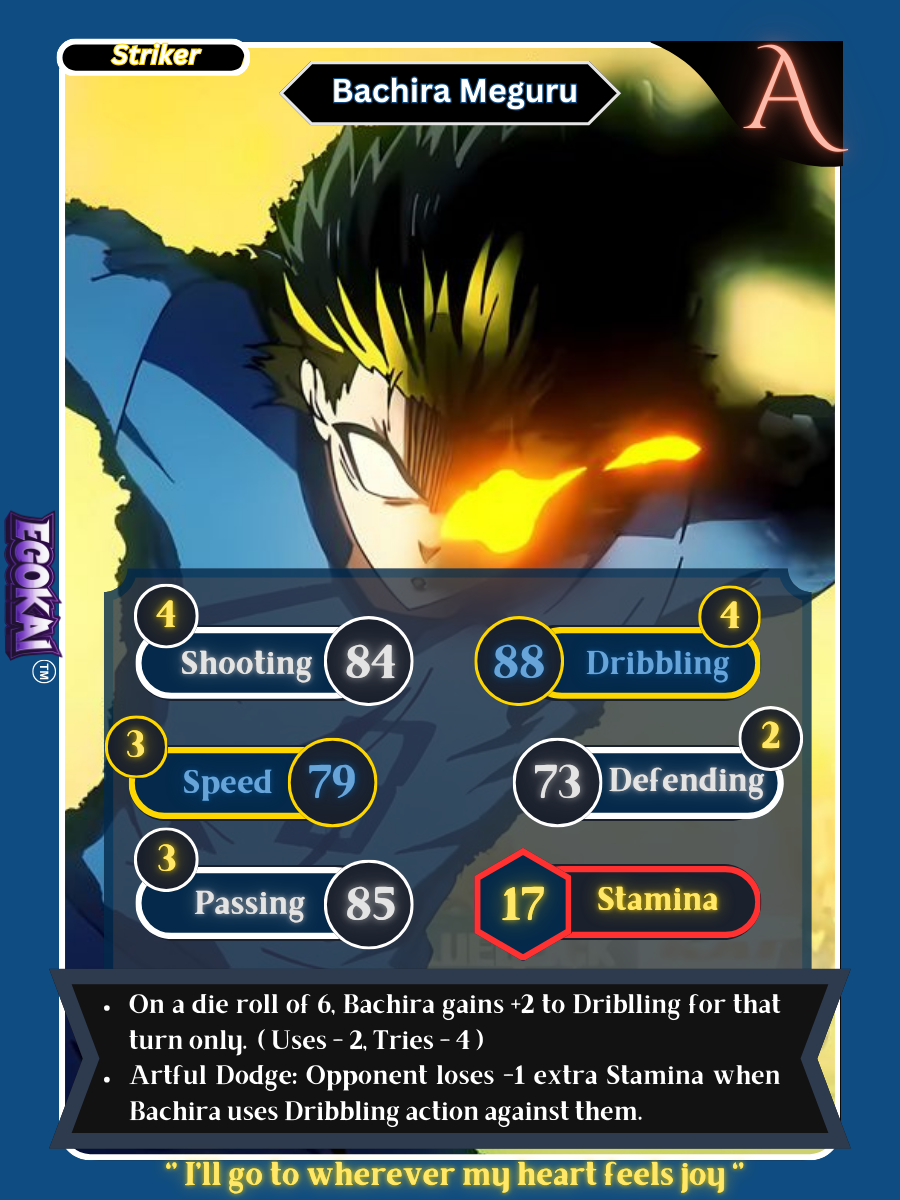 Striker
Bachira Meguru
A
4
Shooting 84
4
88 Dribbling
3
Speed 79
2
73 Defending
3
Passing 85
17 Stamina
EGOKAI
TM
• On a die roll of 6, Bachira gains +2 to Driblling for that
turn only. ( Uses - 2, Tries - 4 )
• Artful Dodge: Opponent loses -1 extra Stamina when
Bachira uses Dribbling action against them.
" I'll go to wherever my heart feels joy "